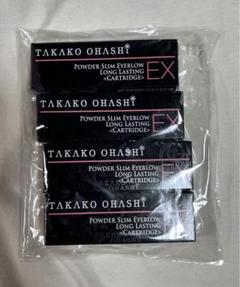 TAKAKO OHASHI
POWDER SLIM EYEBLOW
LONG LASTING
<CARTRIDGE>
EX
TAKAKO OHASHI
POWDER SLIM EYEBLOW
LONG LASTING
<CARTRIDGE>
EX
TAKAKO OHASHI
POWDER SLIM EYEBLOW
LONG LASTING
<CARTRIDGE>
EX
TAKAKO OHASHI
POWDER SLIM EYEBLOW
LONG LASTING
<CARTRIDGE>